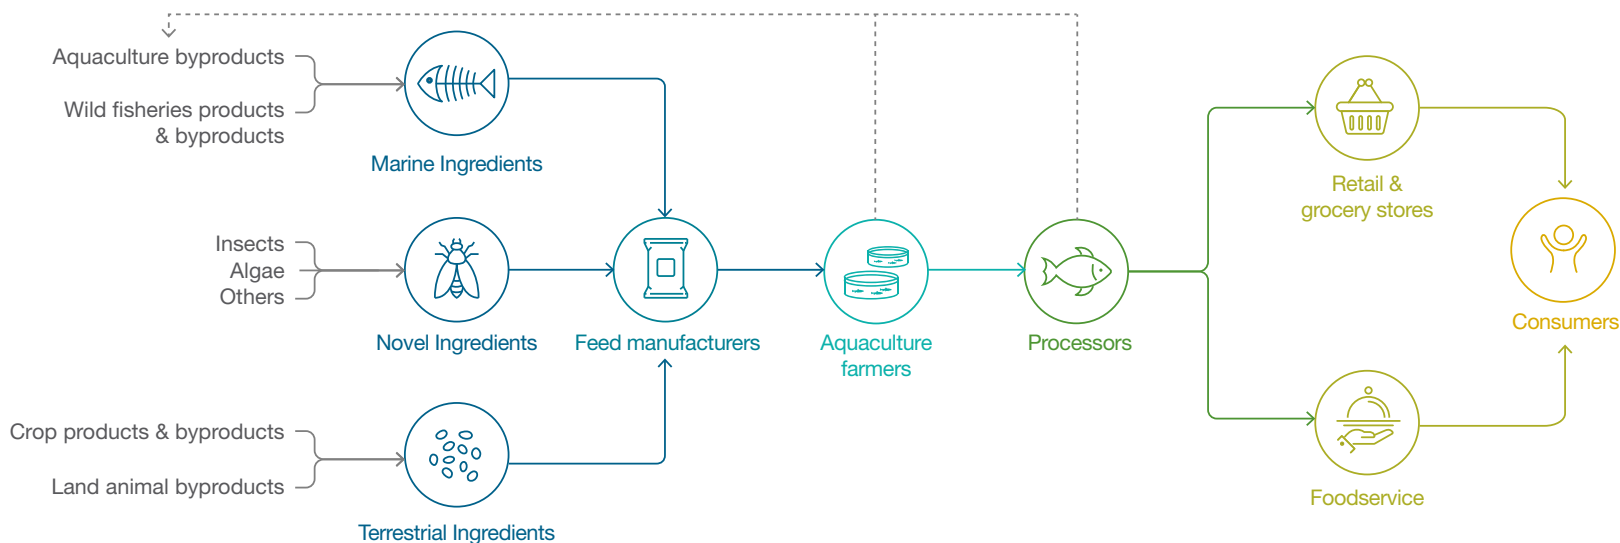 Aquaculture byproducts
Wild fisheries products
& byproducts
Marine Ingredients
Insects
Algae
Others
Novel Ingredients
Crop products & byproducts
Land animal byproducts
Terrestrial Ingredients
Feed manufacturers
Aquaculture
farmers
Processors
Retail &
grocery stores
Foodservice
Consumers